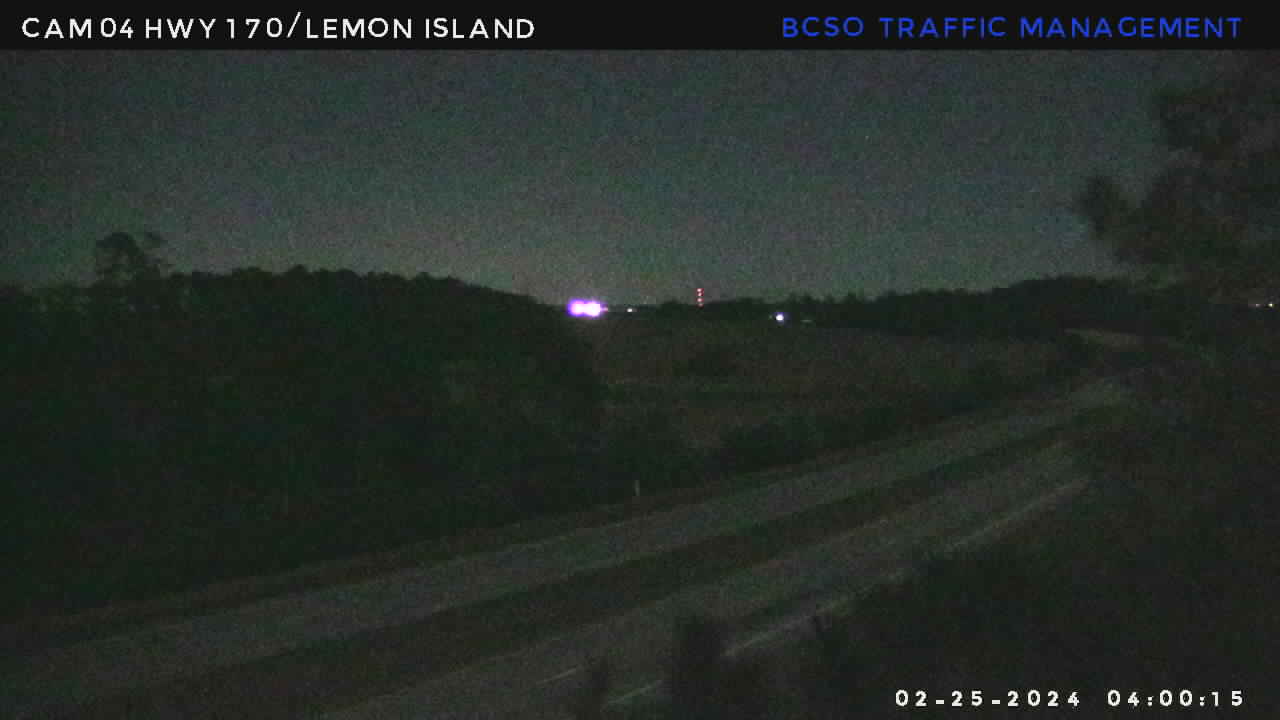 CAM04 HWY 170/LEMON ISLAND
BCSO TRAFFIC MANAGEMENT
02-25-2024 04:00:15